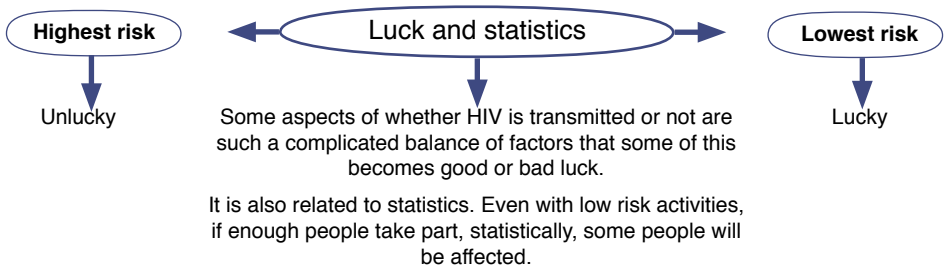 Highest risk
Luck and statistics
Lowest risk
Unlucky
Some aspects of whether HIV is transmitted or not are
such a complicated balance of factors that some of this
becomes good or bad luck.
Lucky
It is also related to statistics. Even with low risk activities,
if enough people take part, statistically, some people will
be affected.